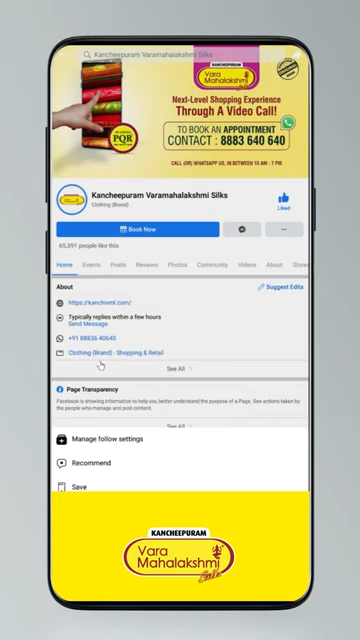 Kancheepuram Varamahalakshmi Silks
KANCHEEPURAM
Vara
Mahalakshmi
Next-Level Shopping Experience
Through A Video Call!
TO BOOK AN APPOINTMENT
CONTACT : 8883 640 640
PQR
CALL (OR) WHATSAPP US, IN BETWEEN 10 AM - 7 PM
Kancheepuram Varamahalakshmi Silks
Clothing (Brand)
Liked
Book Now
65,391 people like this
Home Events Posts Reviews Photos Community Videos About Stores
About
Suggest Edits
https://kanchivml.com/
Typically replies within a few hours
Send Message
+91 88836 40640
Clothing (Brand) · Shopping & Retail
See All
Page Transparency
Facebook is showing information to help you better understand the purpose of a Page. See actions taken by
the people who manage and post content.
See All
Manage follow settings
Recommend
Save
KANCHEEPURAM
Vara
Mahalakshmi
Silks